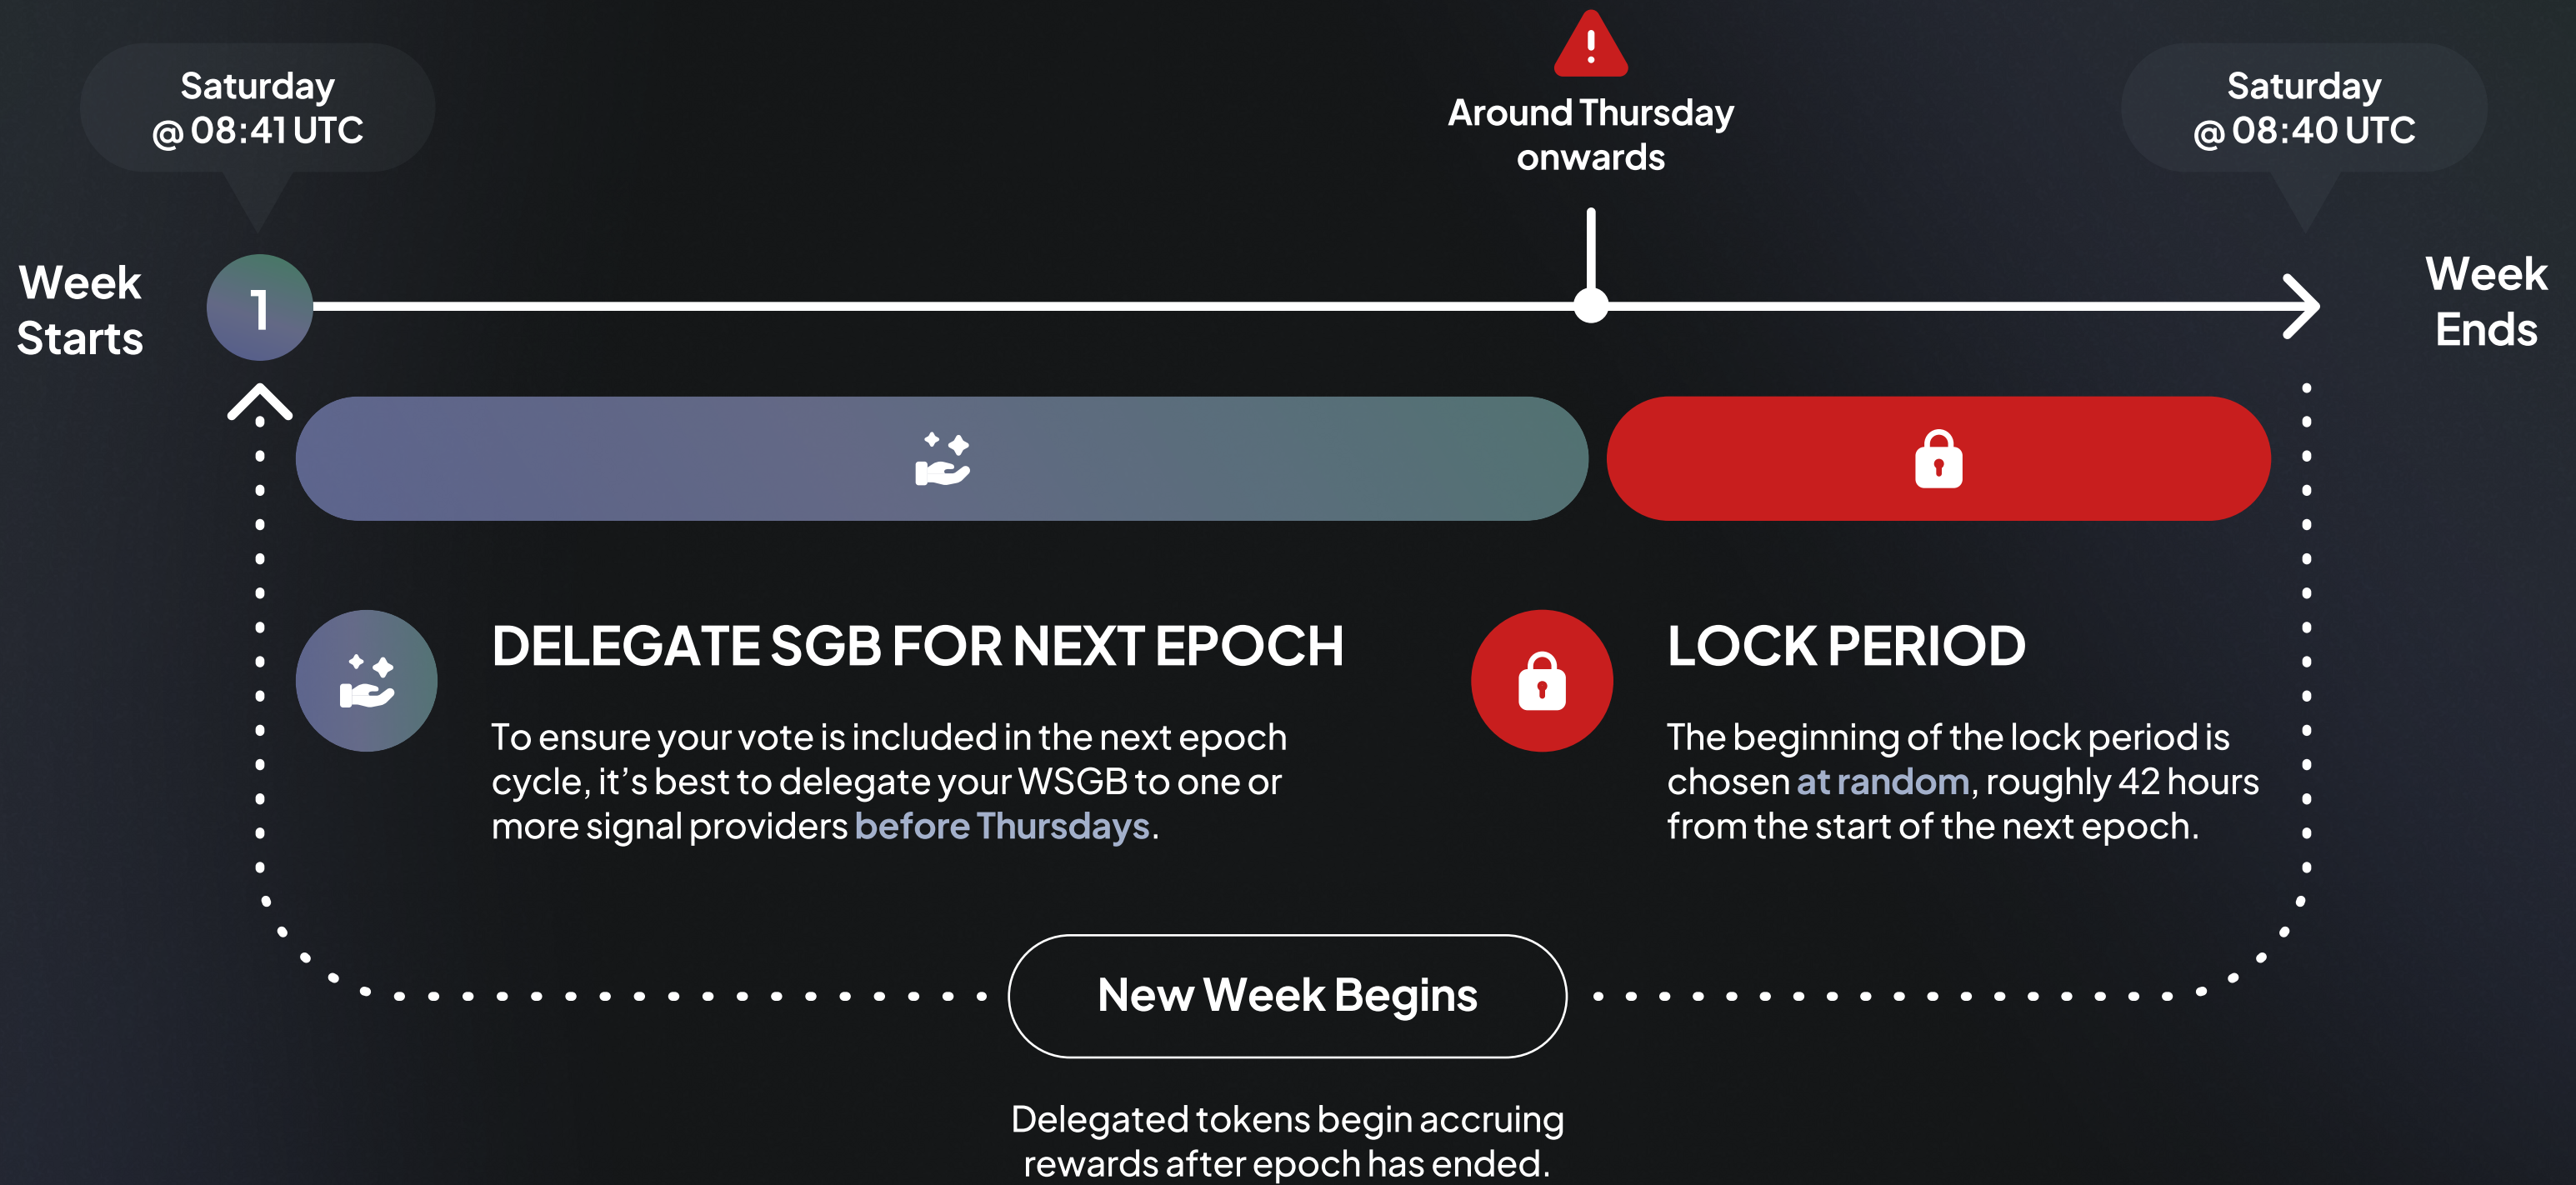 Saturday
@ 08:41 UTC
Around Thursday
onwards
Saturday
@ 08:40 UTC
Week
Starts
1
Week
Ends
DELEGATE SGB FOR NEXT EPOCH
To ensure your vote is included in the next epoch
cycle, it’s best to delegate your WSGB to one or
more signal providers before Thursdays.
LOCK PERIOD
The beginning of the lock period is
chosen at random, roughly 42 hours
from the start of the next epoch.
New Week Begins
Delegated tokens begin accruing
rewards after epoch has ended.